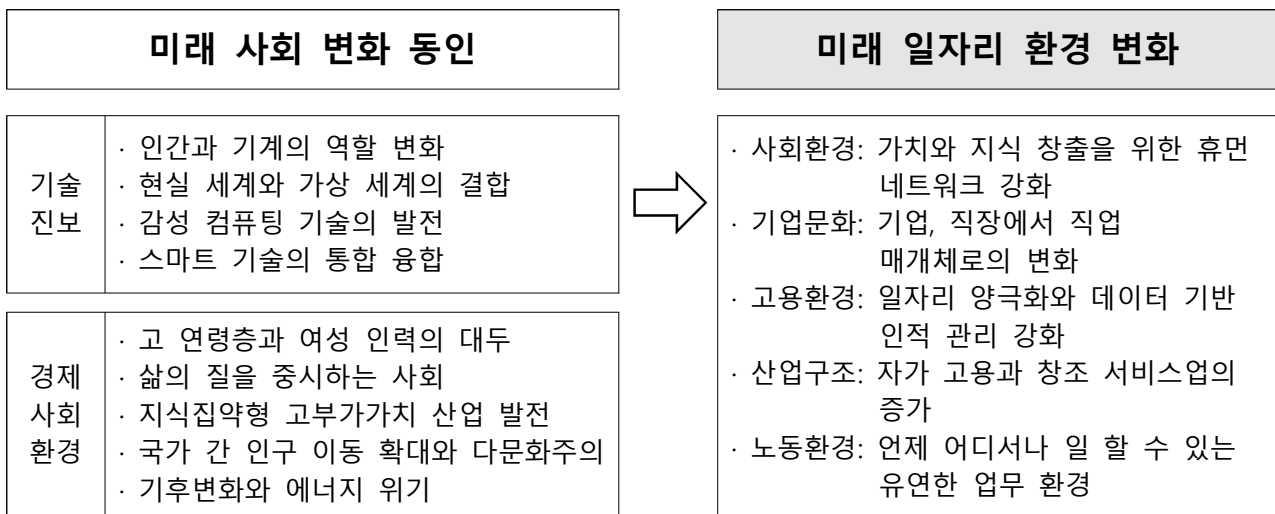 미래 사회 변화 동인
기술
진보
· 인간과 기계의 역할 변화
· 현실 세계와 가상 세계의 결합
· 감성 컴퓨팅 기술의 발전
· 스마트 기술의 통합 융합
경제
사회
환경
· 고 연령층과 여성 인력의 대두
· 삶의 질을 중시하는 사회
· 지식집약형 고부가가치 산업 발전
· 국가 간 인구 이동 확대와 다문화주의
· 기후변화와 에너지 위기
미래 일자리 환경 변화
· 사회환경: 가치와 지식 창출을 위한 휴먼
네트워크 강화
· 기업문화: 기업, 직장에서 직업
매개체로의 변화
· 고용환경: 일자리 양극화와 데이터 기반
인적 관리 강화
· 산업구조: 자가 고용과 창조 서비스업의
증가
· 노동환경: 언제 어디서나 일 할 수 있는
유연한 업무 환경